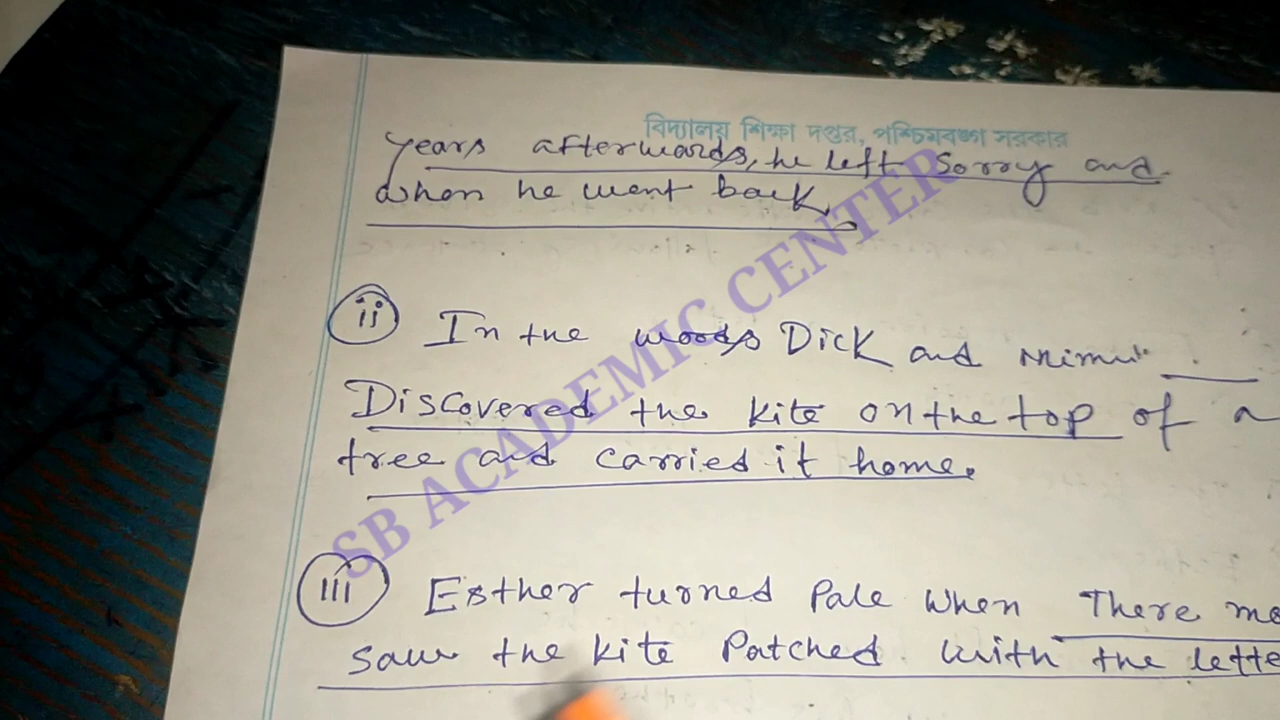 বিদ্যালয় শিক্ষা দপ্তর, পশ্চিমবঙ্গ সরকার
years afterwards, he left sorry and
when he went back.
ii In the woods Dick and Mimi
Discovered the kite on the top of a
tree and carried it home.
iii Esther turned Pale when There
saw the kite Patched with the lette
SB ACADEMIC CENTER